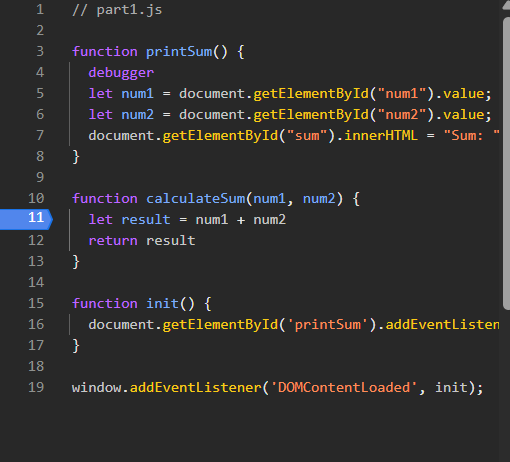 1 // part1.js
2
3 function printSum() {
4 debugger
5 let num1 = document.getElementById("num1").value;
6 let num2 = document.getElementById("num2").value;
7 document.getElementById("sum").innerHTML = "Sum: "
8 }
9
10 function calculateSum(num1, num2) {
11 let result = num1 + num2
12 return result
13 }
14
15 function init() {
16 document.getElementById('printSum').addEventListen
17 }
18
19 window.addEventListener('DOMContentLoaded', init);